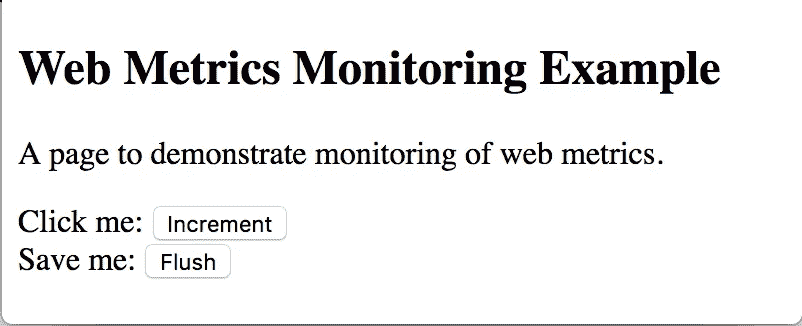 Web Metrics Monitoring Example
A page to demonstrate monitoring of web metrics.
Click me: Increment
Save me: Flush